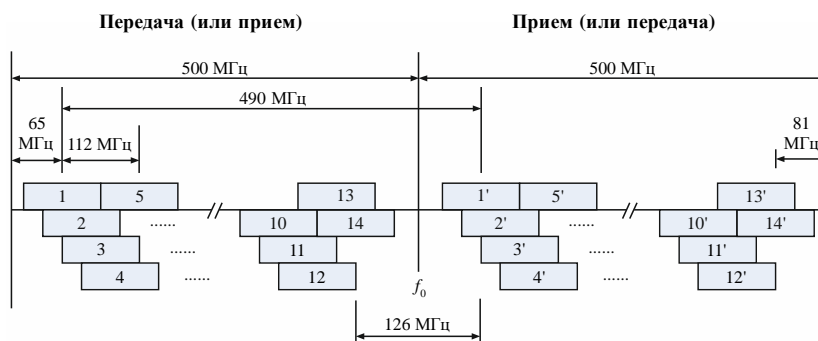 Передача (или прием) Прием (или передача)
500 МГц 500 МГц
490 МГц
65 МГц 112 МГц 81 МГц
1 5 13 1' 5' 13'
2 ...... 10 14 2' ...... 10' 14'
3 ...... 11 3' ...... 11'
4 ...... 12 4' ...... 12'
f0
126 МГц